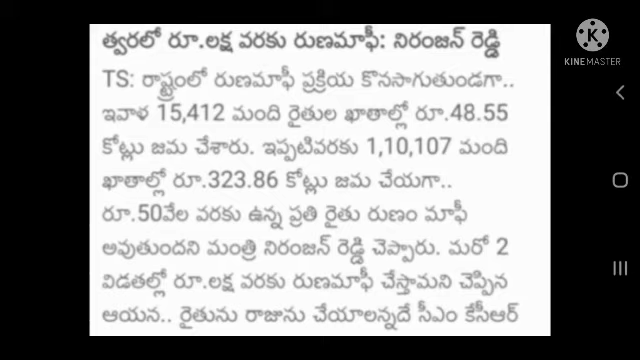 త్వరలో రూ.లక్ష వరకు రుణమాఫీ: నిరంజన్ రెడ్డి
TS: రాష్ట్రంలో రుణమాఫీ ప్రక్రియ కొనసాగుతుండగా..
ఇవాళ 15,412 మంది రైతుల ఖాతాల్లో రూ.48.55
కోట్లు జమ చేశారు. ఇప్పటివరకు 1,10,107 మంది
ఖాతాల్లో రూ.323.86 కోట్లు జమ చేయగా..
రూ.50వేల వరకు ఉన్న ప్రతి రైతు రుణం మాఫీ
అవుతుందని మంత్రి నిరంజన్ రెడ్డి చెప్పారు. మరో 2
విడతల్లో రూ.లక్ష వరకు రుణమాఫీ చేస్తామని చెప్పిన
ఆయన.. రైతును రాజును చేయాలన్నదే సీఎం కేసీఆర్
KINEMASTER